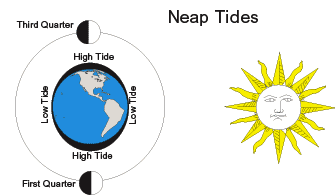 Neap Tides
Third Quarter
High Tide
Low Tide
Low Tide
High Tide
First Quarter